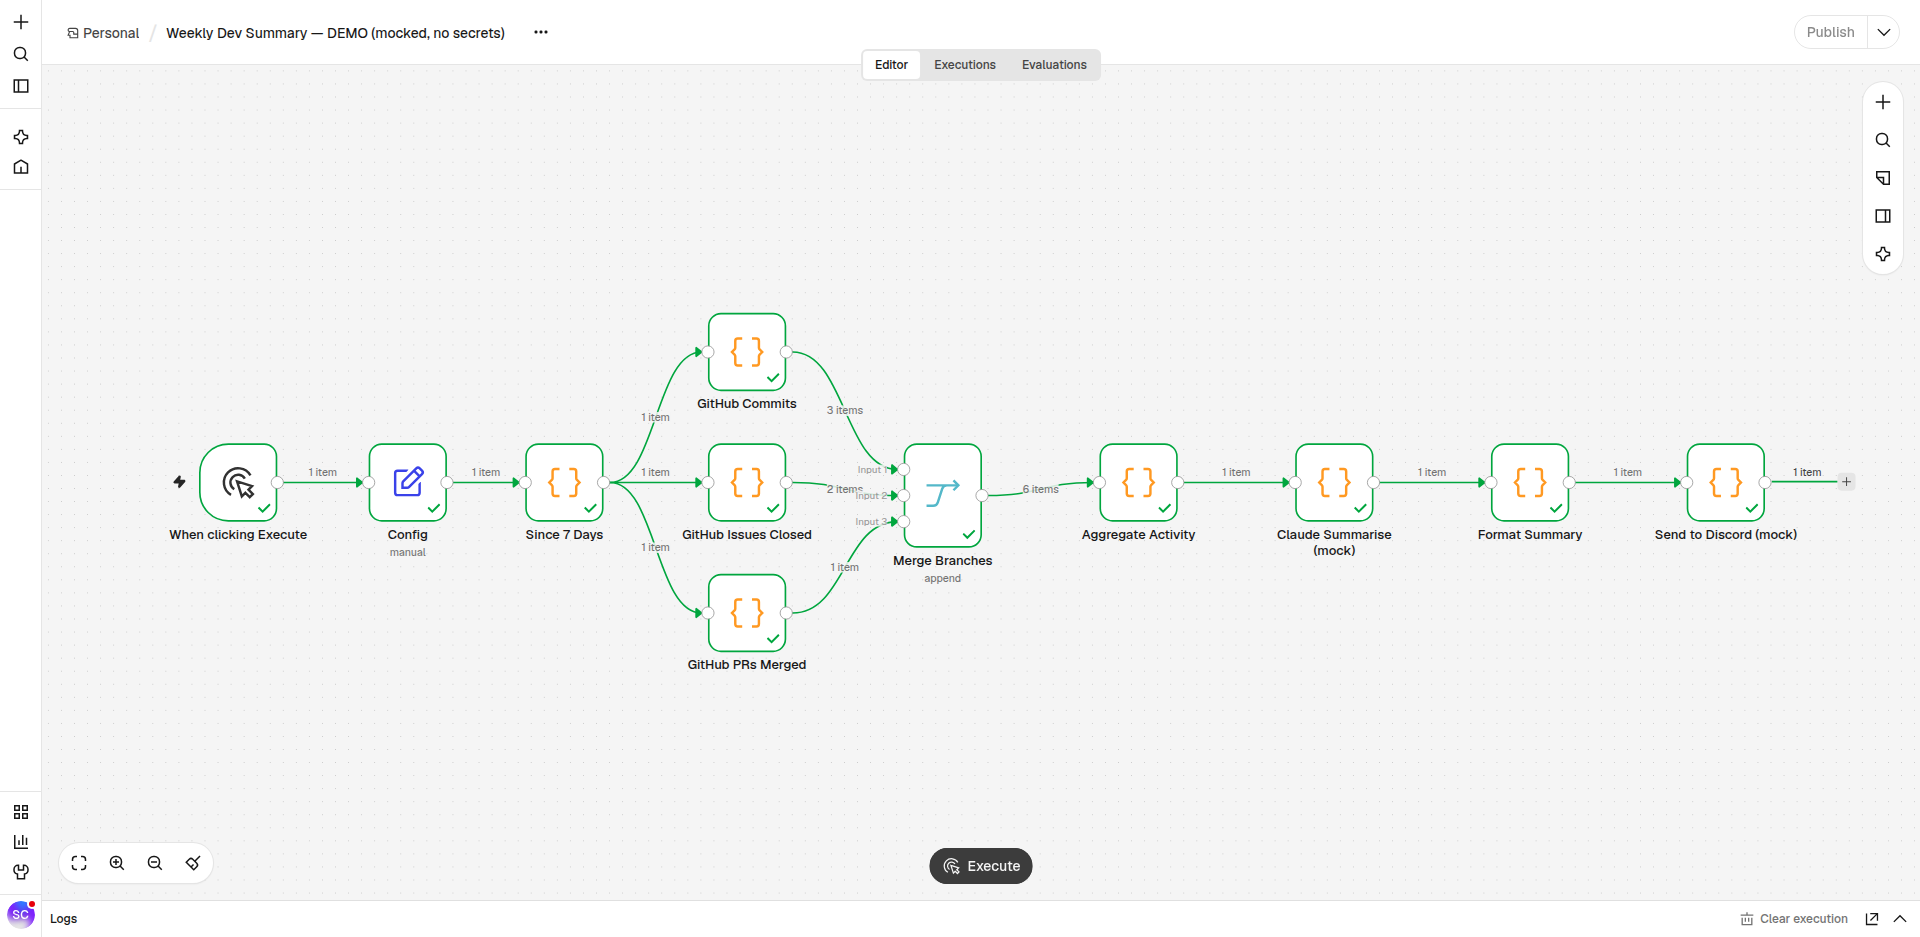 Personal / Weekly Dev Summary — DEMO (mocked, no secrets)
Publish
Editor Executions Evaluations
GitHub Commits
1 item
3 items
1 item
1 item
1 item
2 items
Input 1
Input 2
Input 3
6 items
1 item
1 item
1 item
1 item
When clicking Execute
Config
manual
Since 7 Days
GitHub Issues Closed
Merge Branches
append
Aggregate Activity
Claude Summarise
(mock)
Format Summary
Send to Discord (mock)
1 item
1 item
GitHub PRs Merged
Execute
SC
Logs
Clear execution